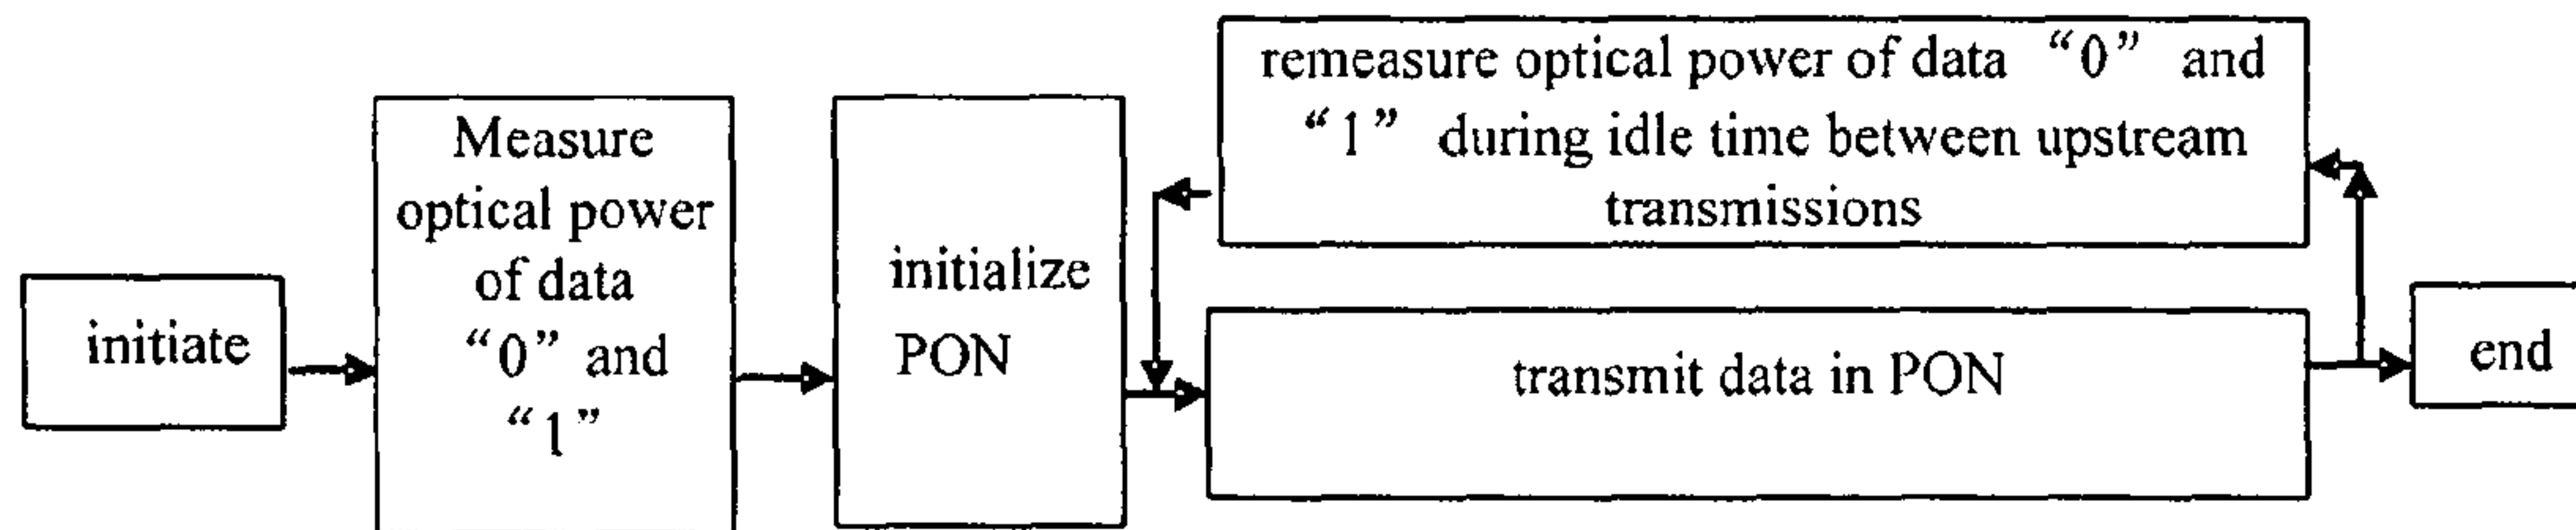 initiate
Measure
optical power
of data
“0” and
“1”
initialize
PON
remeasure optical power of data “0” and
“1” during idle time between upstream
transmissions
transmit data in PON
end